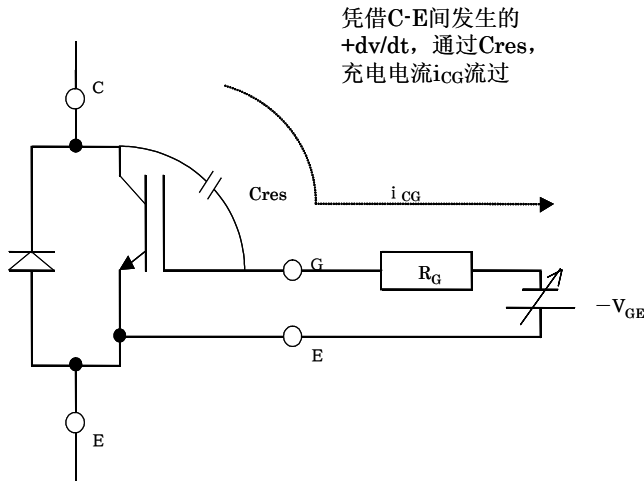 凭借C-E间发生的
+dv/dt，通过Cres，
充电电流iCG流过
C
Cres
i CG
G
RG
−VGE
E
E